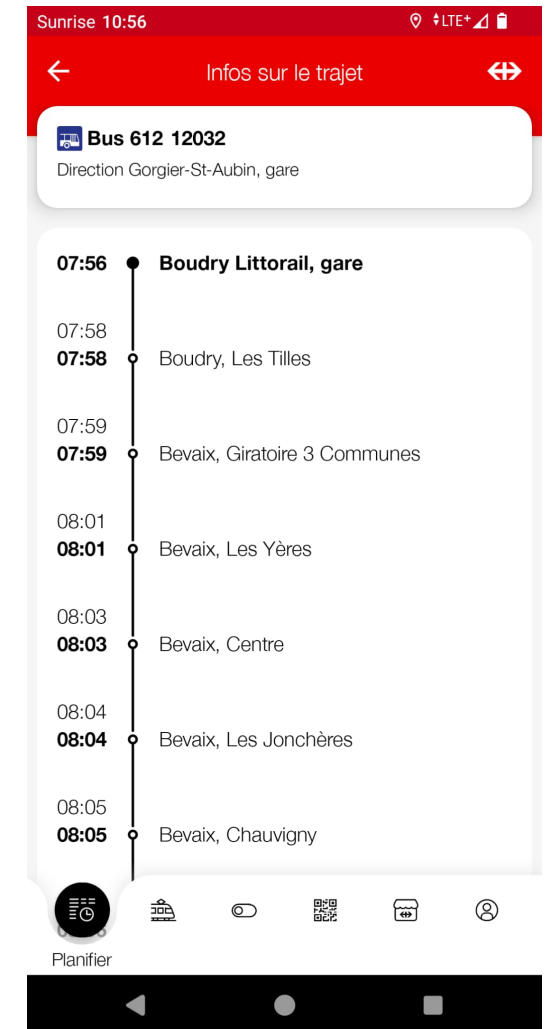 Sunrise 10:56 LTE+
Infos sur le trajet
Bus 612 12032
Direction Gorgier-St-Aubin, gare
07:56 Boudry Littorail, gare
07:58
07:58 Boudry, Les Tilles
07:59
07:59 Bevaix, Giratoire 3 Communes
08:01
08:01 Bevaix, Les Yères
08:03
08:03 Bevaix, Centre
08:04
08:04 Bevaix, Les Jonchères
08:05
08:05 Bevaix, Chauvigny
Planifier